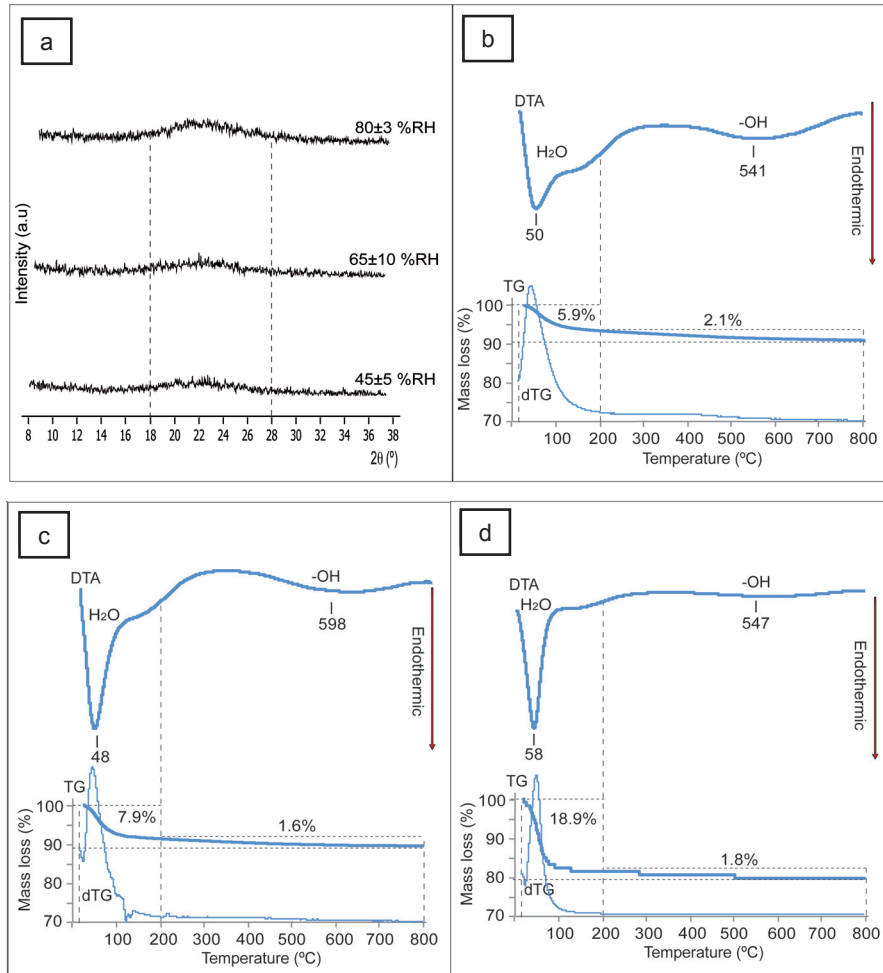 a
80±3 %RH
65±10 %RH
45±5 %RH
Intensity (a.u)
8 10 12 14 16 18 20 22 24 26 28 30 32 34 36 38
2θ (º)
b
DTA
H2O
-OH
50
541
Endothermic
TG
5.9%
2.1%
dTG
Mass loss (%)
100
90
80
70
100 200 300 400 500 600 700 800
Temperature (ºC)
c
DTA
H2O
-OH
598
48
Endothermic
TG
7.9%
1.6%
dTG
Mass loss (%)
100
90
80
70
100 200 300 400 500 600 700 800
Temperature (ºC)
d
DTA
H2O
-OH
547
58
Endothermic
TG
18.9%
1.8%
dTG
Mass loss (%)
100
90
80
70
100 200 300 400 500 600 700 800
Temperature (ºC)